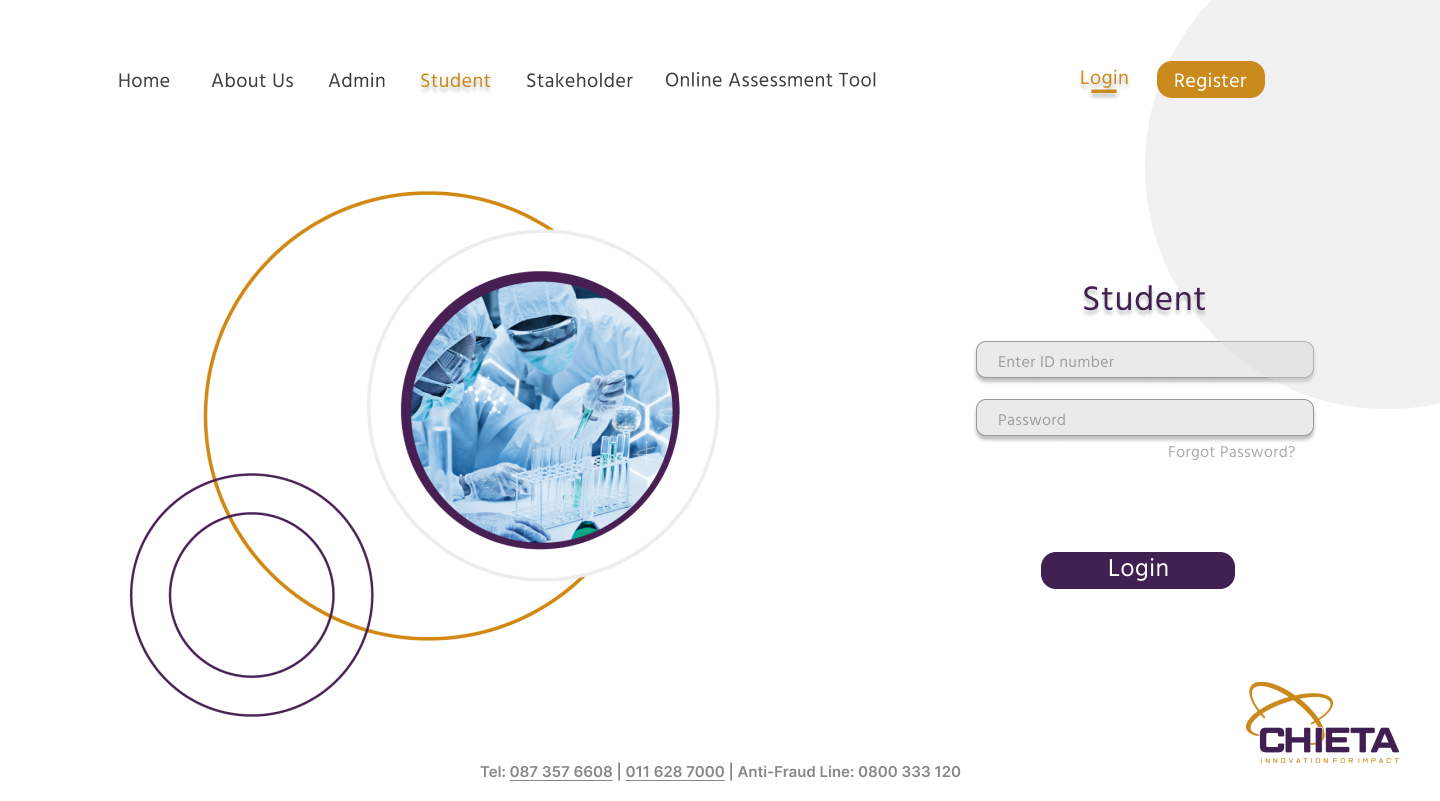 Home About Us Admin Student Stakeholder Online Assessment Tool Login Register
Student
Enter ID number
Password
Forgot Password?
Login
CHIETA
INNOVATION FOR IMPACT
Tel: 087 357 6608 | 011 628 7000 | Anti-Fraud Line: 0800 333 120